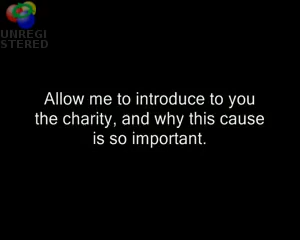 UNREGI
STERED
Allow me to introduce to you
the charity, and why this cause
is so important.